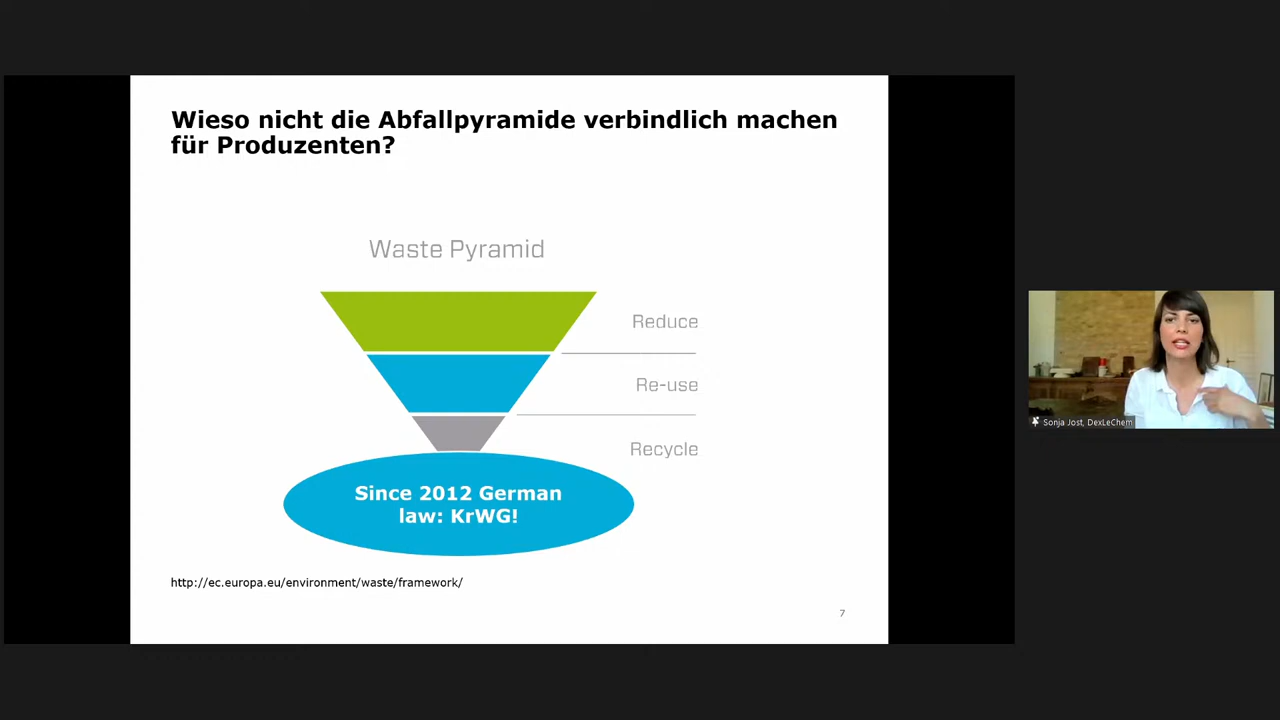 Wieso nicht die Abfallpyramide verbindlich machen
für Produzenten?
Waste Pyramid
Reduce
Re-use
Recycle
Since 2012 German
law: KrWG!
http://ec.europa.eu/environment/waste/framework/
7
Sonja Jost, DexLeChem